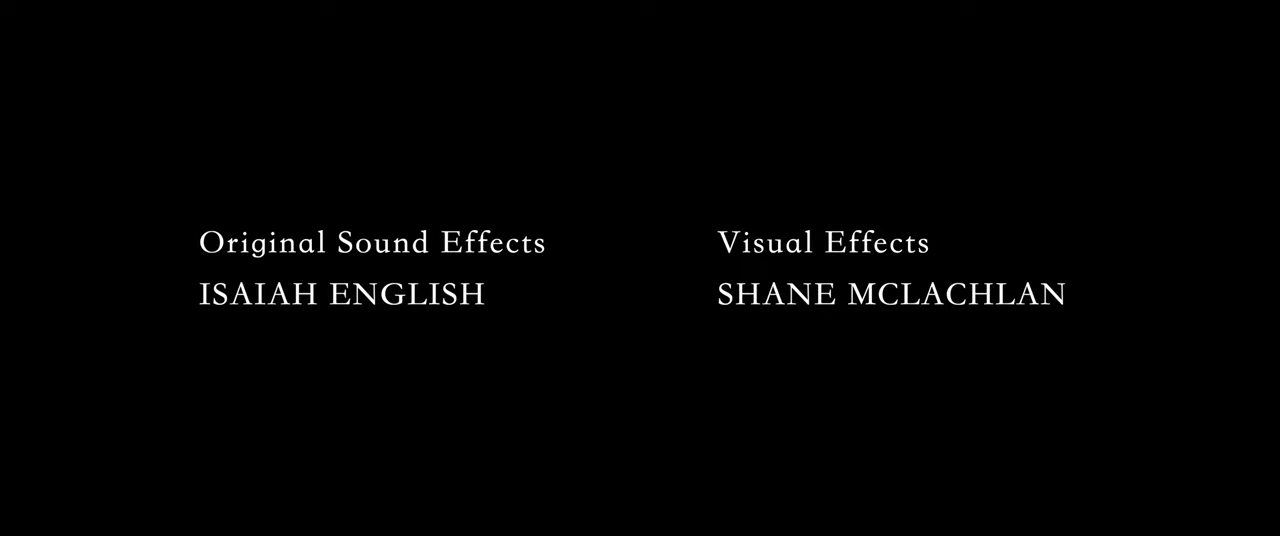 Original Sound Effects
ISAIAH ENGLISH
Visual Effects
SHANE MCLACHLAN